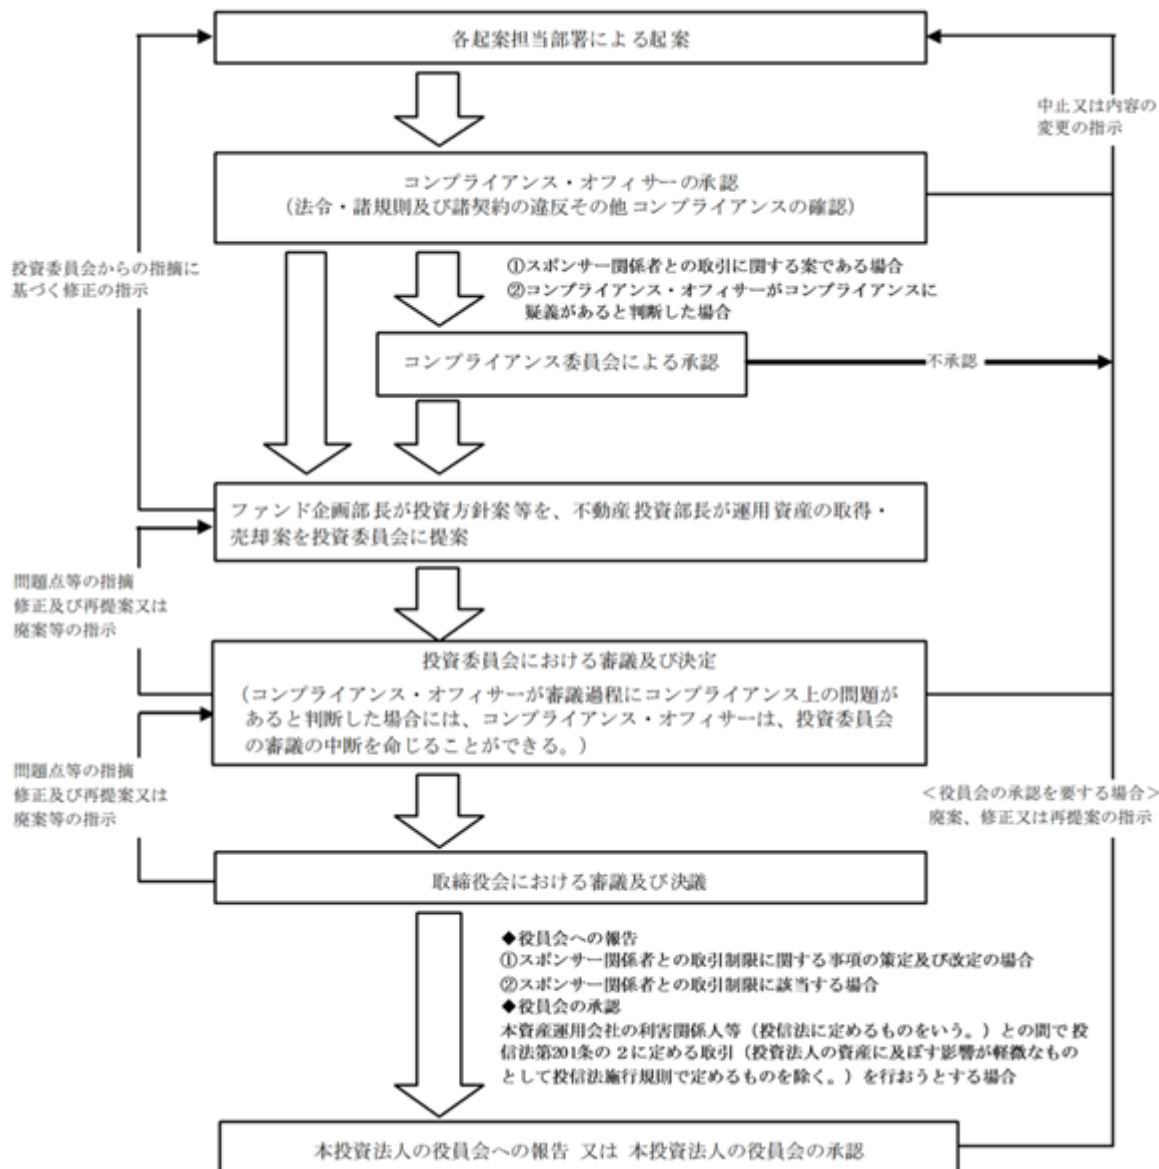 各起案担当部署による起案
中止又は内容の
変更の指示
コンプライアンス・オフィサーの承認
（法令・諸規則及び諸契約の違反その他コンプライアンスの確認）
投資委員会からの指摘に
基づく修正の指示
①スポンサー関係者との取引に関する案である場合
②コンプライアンス・オフィサーがコンプライアンスに
疑義があると判断した場合
コンプライアンス委員会による承認
不承認
ファンド企画部長が投資方針案等を、不動産投資部長が運用資産の取得・
売却案を投資委員会に提案
問題点等の指摘
修正及び再提案又は
廃案等の指示
投資委員会における審議及び決定
（コンプライアンス・オフィサーが審議過程にコンプライアンス上の問題が
あると判断した場合には、コンプライアンス・オフィサーは、投資委員会
の審議の中断を命じることができる。）
問題点等の指摘
修正及び再提案又は
廃案等の指示
＜役員会の承認を要する場合＞
廃案、修正又は再提案の指示
取締役会における審議及び決議
◆役員会への報告
①スポンサー関係者との取引制限に関する事項の策定及び改定の場合
②スポンサー関係者との取引制限に該当する場合
◆役員会の承認
本資産運用会社の利害関係人等（投信法に定めるものをいう。）との間で投
信法第201条の２に定める取引（投資法人の資産に及ぼす影響が軽微なもの
として投信法施行規則で定めるものを除く。）を行おうとする場合
本投資法人の役員会への報告 又は 本投資法人の役員会の承認